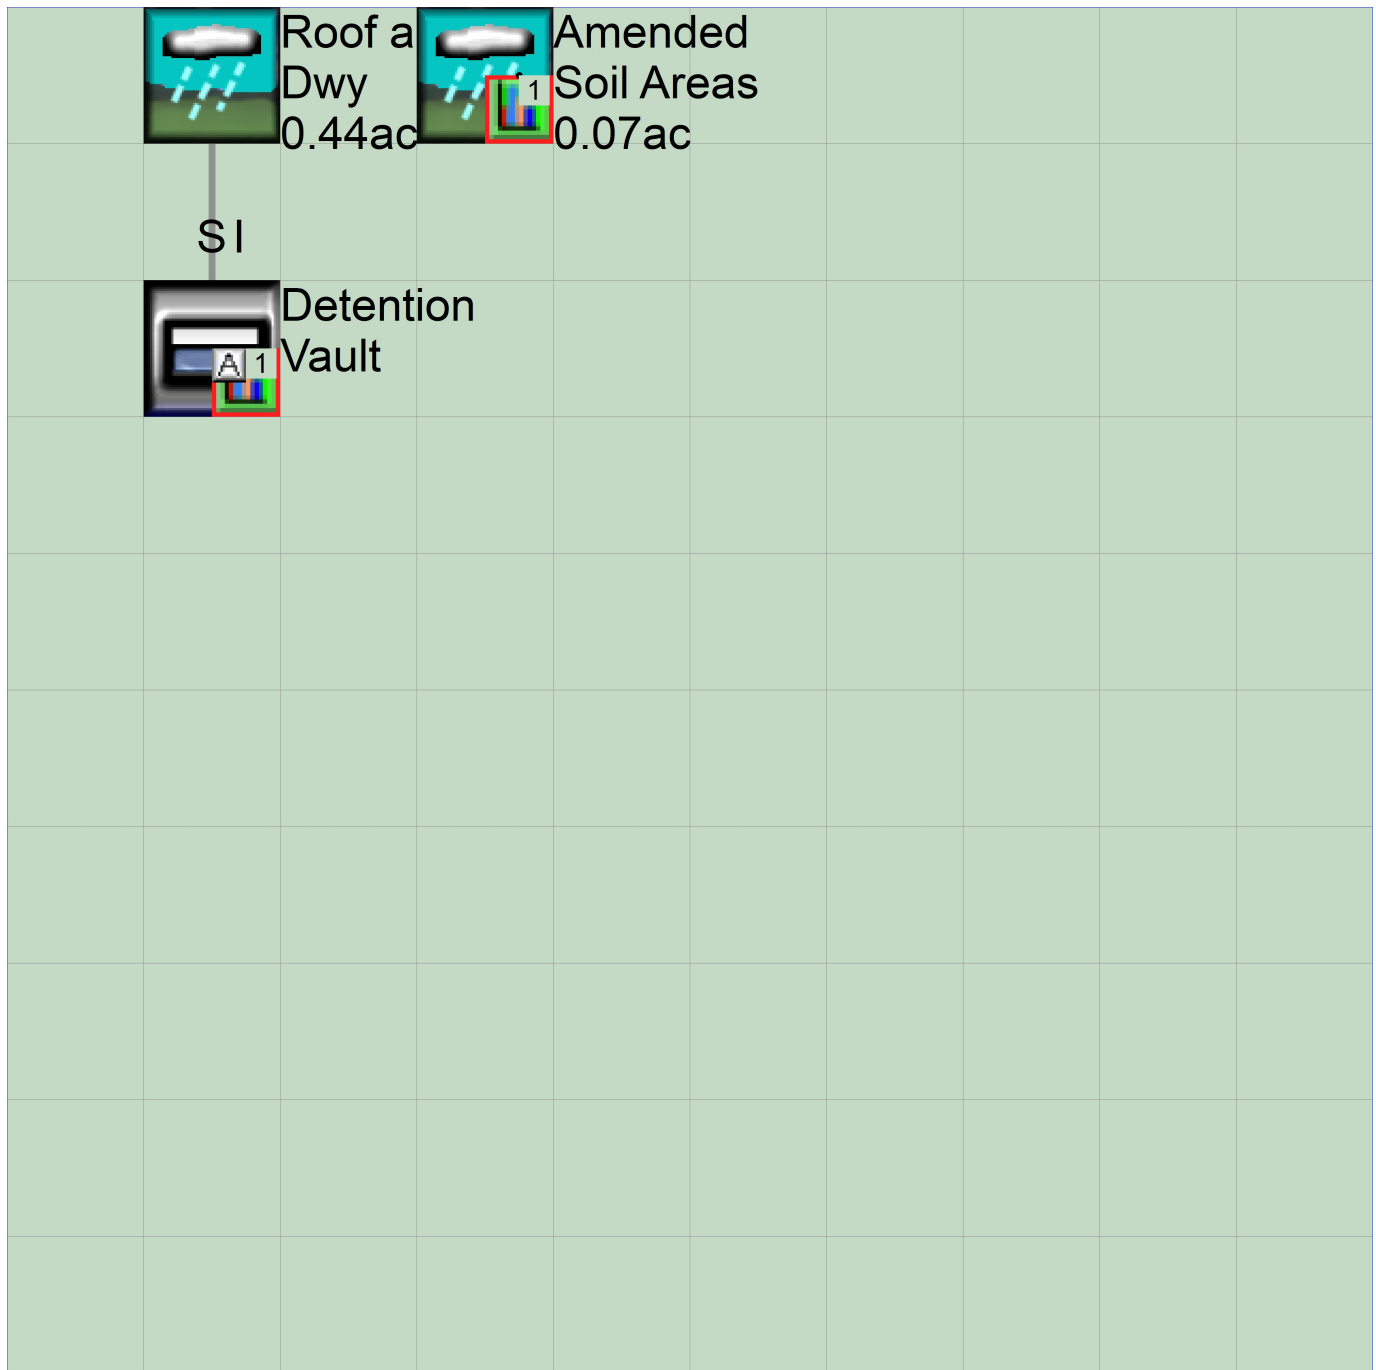 Roof a
Dwy
0.44ac
1
Amended
Soil Areas
0.07ac
S I
A 1
Detention
Vault